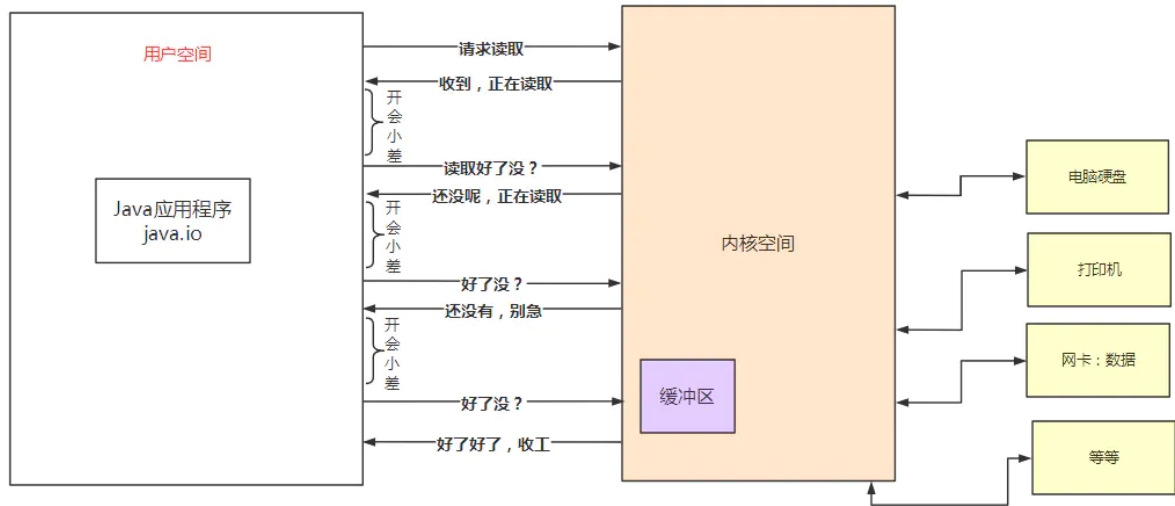 用户空间
Java应用程序
java.io
请求读取
收到，正在读取
开会小差
读取好了没？
还没呢，正在读取
开会小差
好了没？
还没有，别急
开会小差
好了没？
好了好了，收工
内核空间
缓冲区
电脑硬盘
打印机
网卡：数据
等等